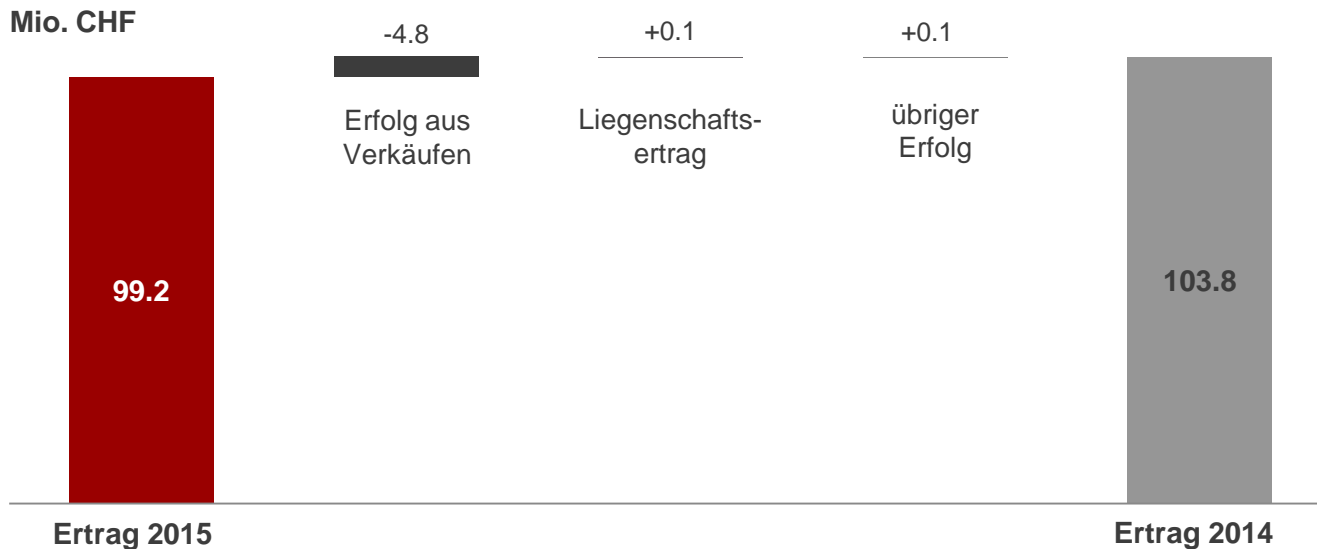 Mio. CHF
-4.8
+0.1
+0.1
Erfolg aus
Verkäufen
Liegenschafts-
ertrag
übriger
Erfolg
99.2
103.8
Ertrag 2015
Ertrag 2014